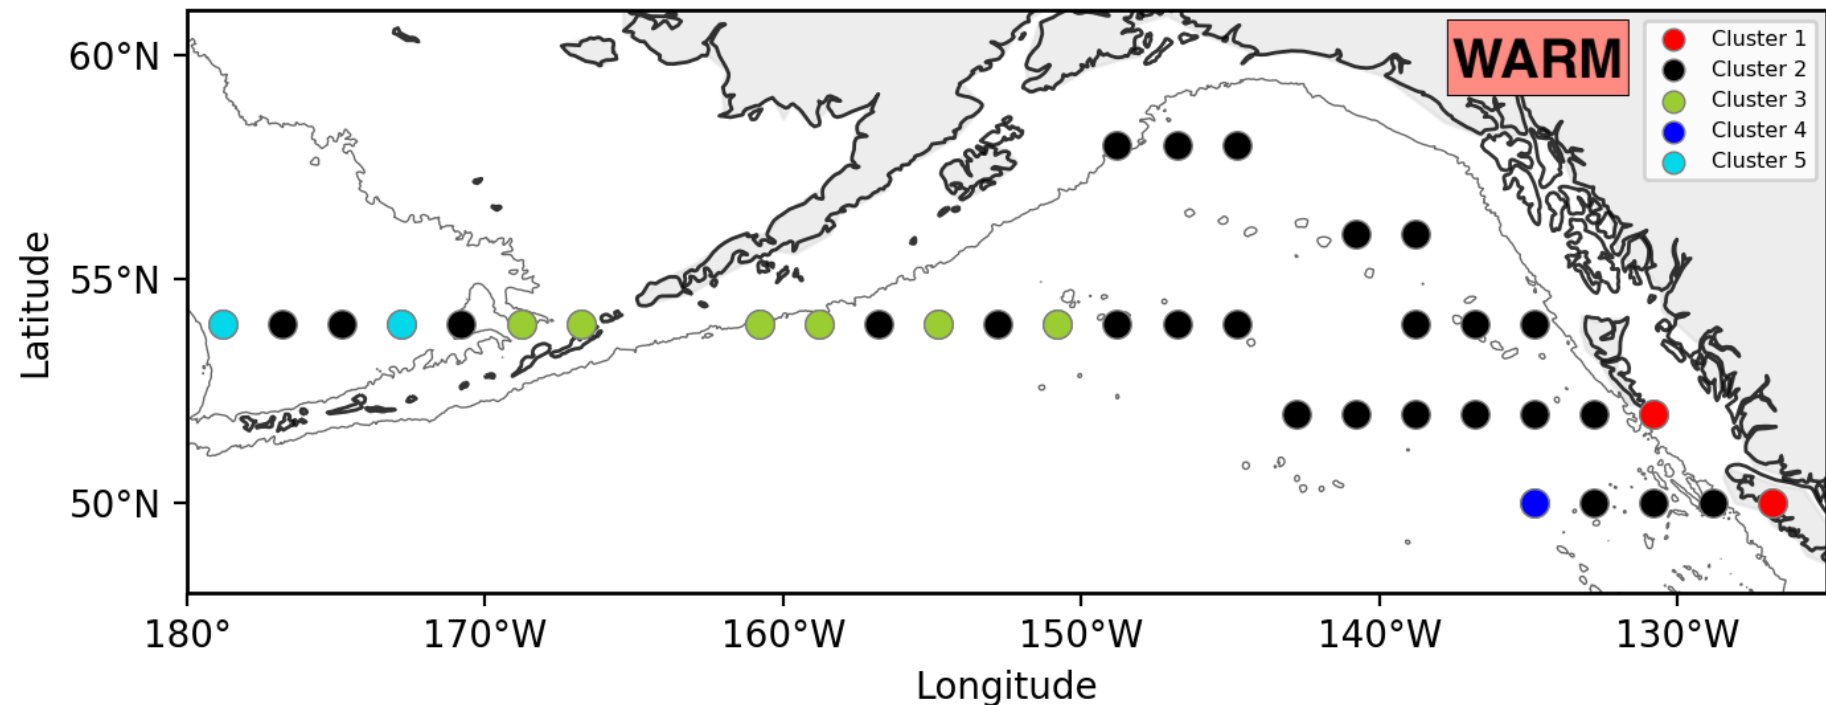 60°N
55°N
50°N
Latitude
WARM
Cluster 1
Cluster 2
Cluster 3
Cluster 4
Cluster 5
180°
170°W
160°W
150°W
140°W
130°W
Longitude